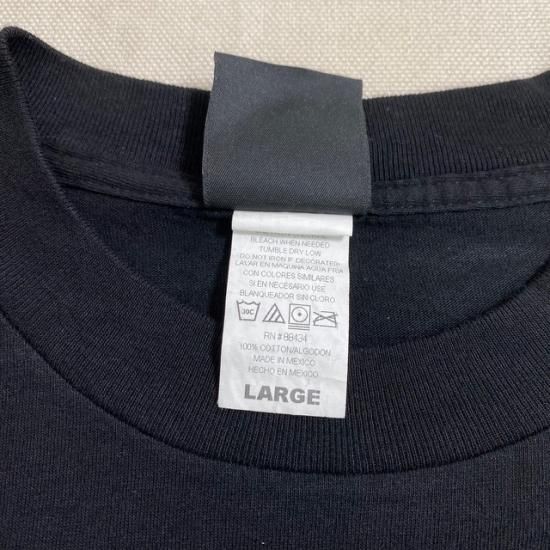 BLEACH WHEN NEEDED
TUMBLE DRY LOW
DO NOT IRON IF DECORATED-
LAVAR EN MAQUINA AGUA FRIA
CON COLORES SIMILARES
SI EN NECESARIO USE
BLANQUEADOR SIN CLORO
30C
RN #88434
100% COTTON/ALGODON
MADE IN MEXICO
HECHO EN MEXICO
LARGE